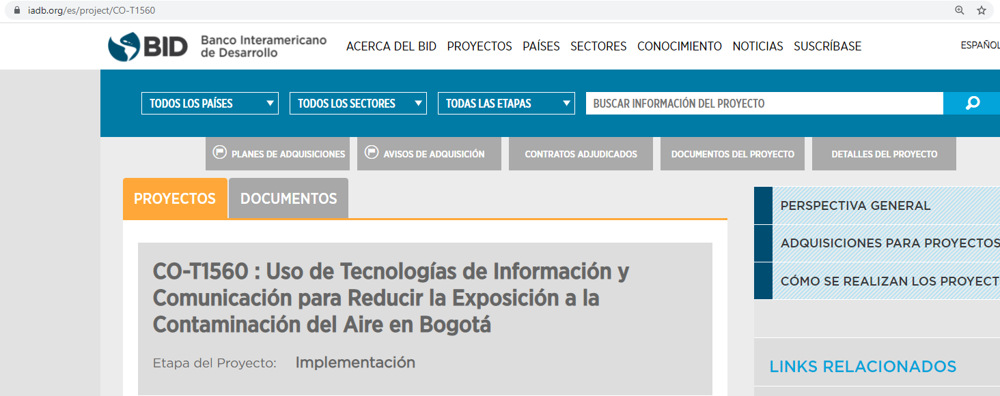 iadb.org/es/project/CO-T1560
BID
Banco Interamericano
de Desarrollo
ACERCA DEL BID PROYECTOS PAÍSES SECTORES CONOCIMIENTO NOTICIAS SUSCRÍBASE
ESPAÑOL
TODOS LOS PAÍSES TODOS LOS SECTORES TODAS LAS ETAPAS BUSCAR INFORMACIÓN DEL PROYECTO
PLANES DE ADQUISICIONES AVISOS DE ADQUISICIÓN CONTRATOS ADJUDICADOS DOCUMENTOS DEL PROYECTO DETALLES DEL PROYECTO
PROYECTOS DOCUMENTOS
CO-T1560 : Uso de Tecnologías de Información y
Comunicación para Reducir la Exposición a la
Contaminación del Aire en Bogotá
Etapa del Proyecto: Implementación
PERSPECTIVA GENERAL
ADQUISICIONES PARA PROYECTOS
CÓMO SE REALIZAN LOS PROYECT
LINKS RELACIONADOS